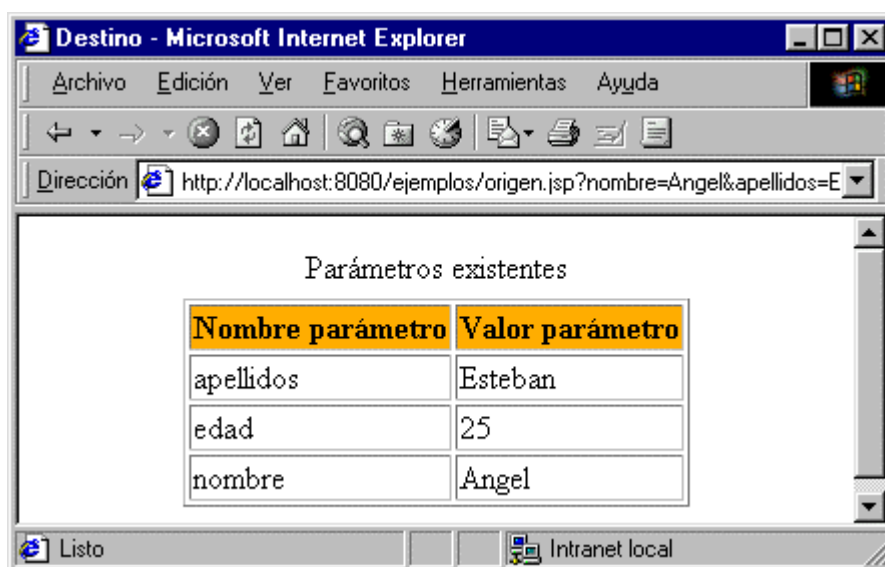 Destino - Microsoft Internet Explorer
Archivo Edición Ver Favoritos Herramientas Ayuda
Dirección http://localhost:8080/ejemplos/origen.jsp?nombre=Angel&apellidos=E
Parámetros existentes
Nombre parámetro Valor parámetro
apellidos Esteban
edad 25
nombre Angel
Listo Intranet local